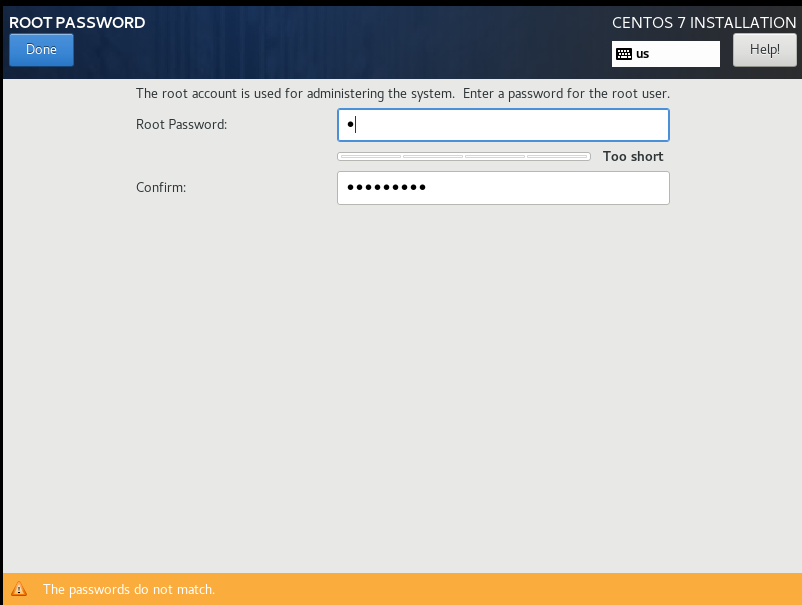 ROOT PASSWORD
CENTOS 7 INSTALLATION
Done
us
Help!
The root account is used for administering the system.  Enter a password for the root user.
Root Password:
●
Too short
Confirm:
●●●●●●●●●
The passwords do not match.